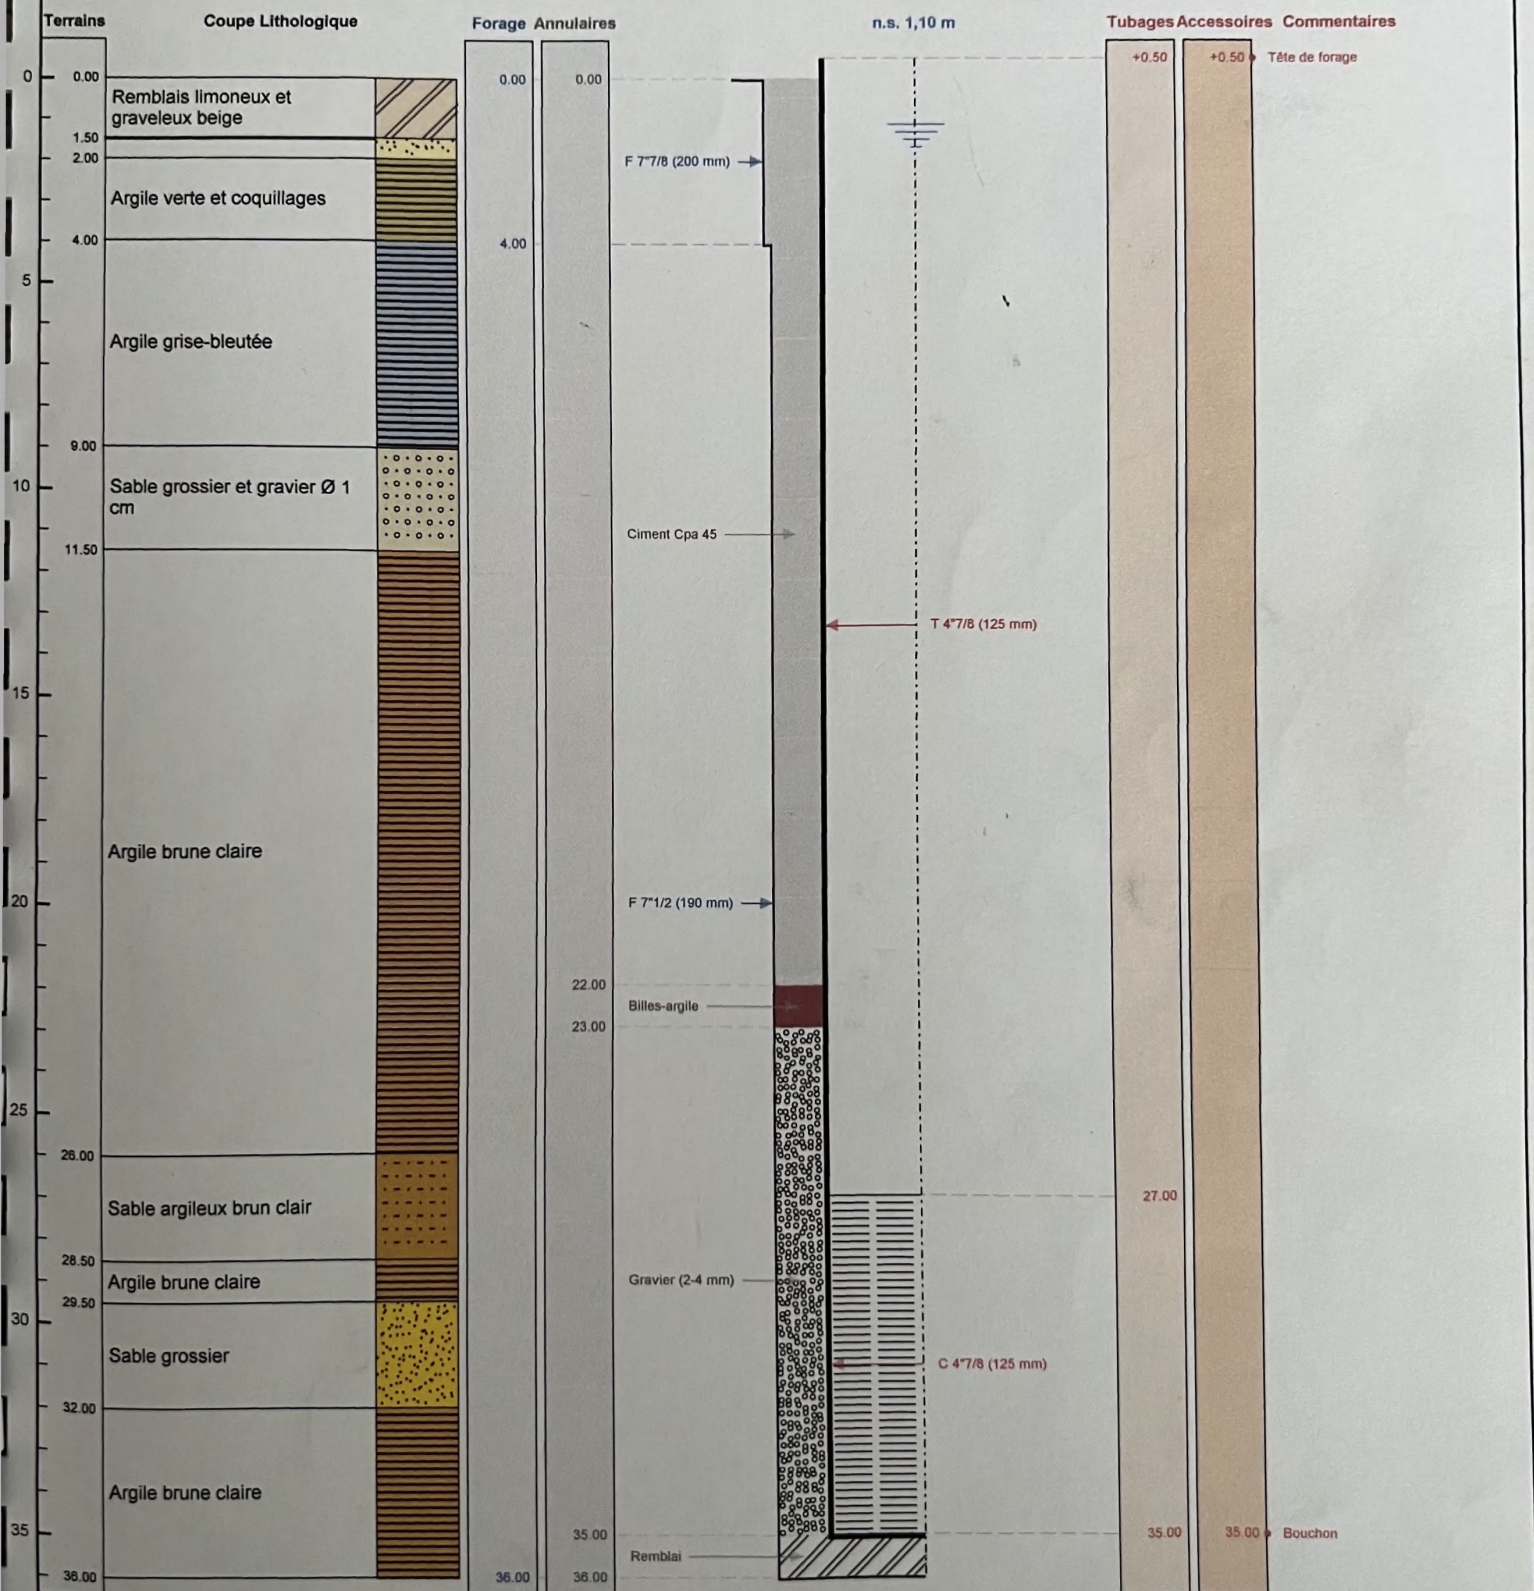 Terrains Coupe Lithologique Forage Annulaires n.s. 1,10 m Tubages Accessoires Commentaires
+0.50 +0.50 Tête de forage
0 0.00 0.00 0.00
Remblais limoneux et
graveleux beige
1.50
2.00
F 7"7/8 (200 mm)
Argile verte et coquillages
4.00 4.00
5
Argile grise-bleutée
9.00
10 Sable grossier et gravier Ø 1
cm
Ciment Cpa 45
11.50
T 4"7/8 (125 mm)
15
Argile brune claire
20 F 7"1/2 (190 mm)
22.00
Billes-argile
23.00
25
26.00
27.00
Sable argileux brun clair
28.50
Argile brune claire Gravier (2-4 mm)
29.50
30
Sable grossier C 4"7/8 (125 mm)
32.00
Argile brune claire
35 35.00 35.00 35.00 Bouchon
Remblai
36.00 36.00 36.00